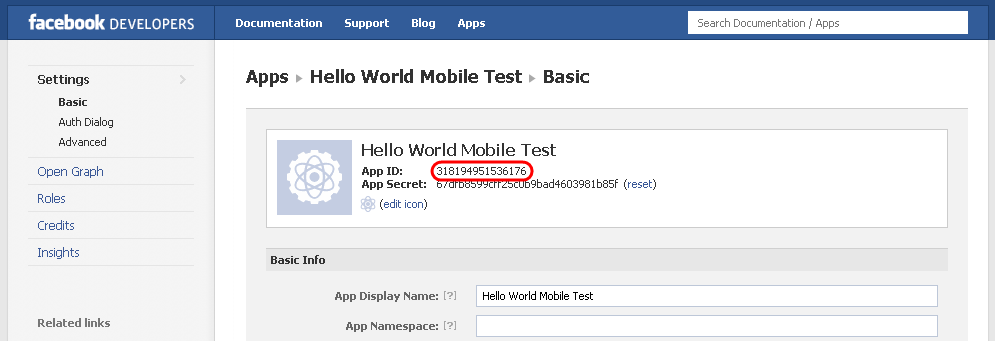 facebook DEVELOPERS
Documentation Support Blog Apps
Search Documentation / Apps
Settings
Basic
Auth Dialog
Advanced
Open Graph
Roles
Credits
Insights
Related links
Apps ▸ Hello World Mobile Test ▸ Basic
Hello World Mobile Test
App ID: 318194951536176
App Secret: (reset)
(edit icon)
Basic Info
App Display Name: [?] Hello World Mobile Test
App Namespace: [?]